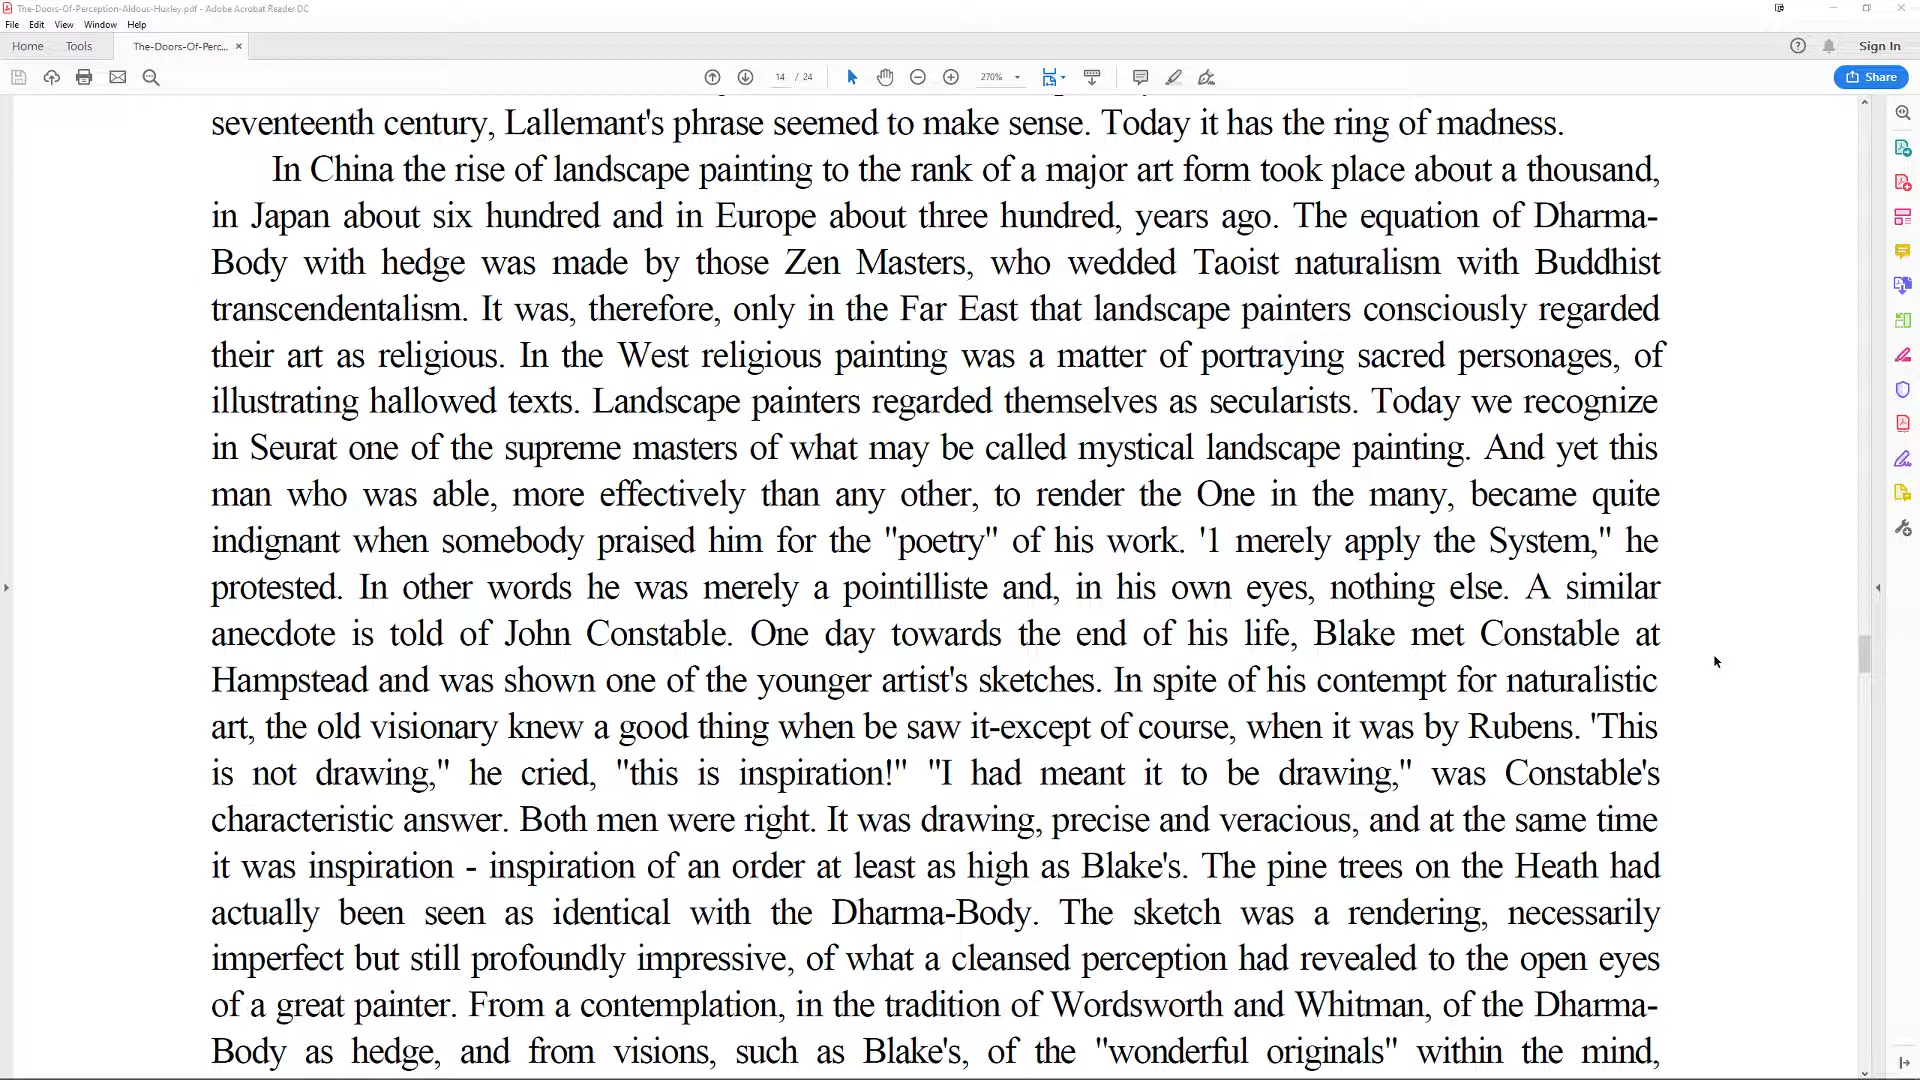 The-Doors-Of-Perception-Aldous-Huxley.pdf - Adobe Acrobat Reader DC
File Edit View Window Help
Home Tools The-Doors-Of-Perc... × Sign In
14 / 24 270% Share
seventeenth century, Lallemant's phrase seemed to make sense. Today it has the ring of madness.
In China the rise of landscape painting to the rank of a major art form took place about a thousand,
in Japan about six hundred and in Europe about three hundred, years ago. The equation of Dharma-
Body with hedge was made by those Zen Masters, who wedded Taoist naturalism with Buddhist
transcendentalism. It was, therefore, only in the Far East that landscape painters consciously regarded
their art as religious. In the West religious painting was a matter of portraying sacred personages, of
illustrating hallowed texts. Landscape painters regarded themselves as secularists. Today we recognize
in Seurat one of the supreme masters of what may be called mystical landscape painting. And yet this
man who was able, more effectively than any other, to render the One in the many, became quite
indignant when somebody praised him for the "poetry" of his work. '1 merely apply the System," he
protested. In other words he was merely a pointilliste and, in his own eyes, nothing else. A similar
anecdote is told of John Constable. One day towards the end of his life, Blake met Constable at
Hampstead and was shown one of the younger artist's sketches. In spite of his contempt for naturalistic
art, the old visionary knew a good thing when be saw it-except of course, when it was by Rubens. 'This
is not drawing," he cried, "this is inspiration!" "I had meant it to be drawing," was Constable's
characteristic answer. Both men were right. It was drawing, precise and veracious, and at the same time
it was inspiration - inspiration of an order at least as high as Blake's. The pine trees on the Heath had
actually been seen as identical with the Dharma-Body. The sketch was a rendering, necessarily
imperfect but still profoundly impressive, of what a cleansed perception had revealed to the open eyes
of a great painter. From a contemplation, in the tradition of Wordsworth and Whitman, of the Dharma-
Body as hedge, and from visions, such as Blake's, of the "wonderful originals" within the mind,